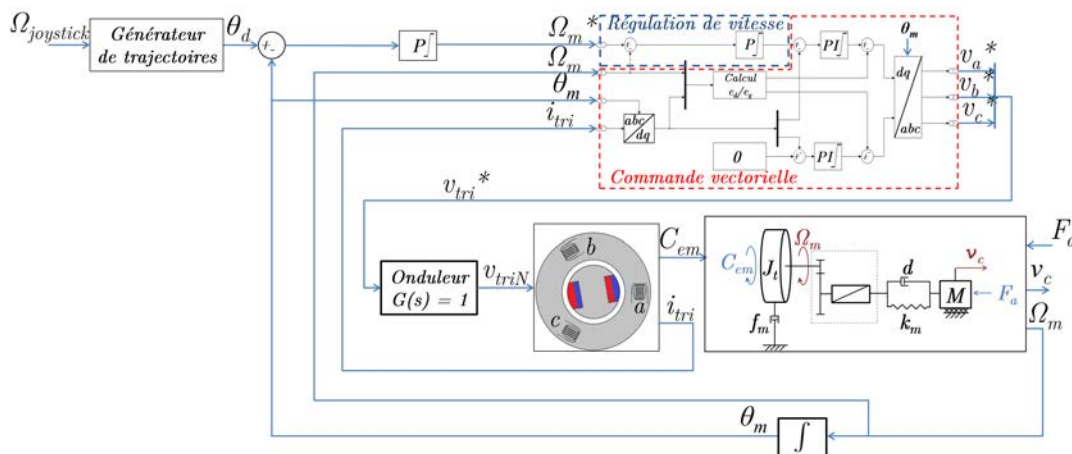 Ω_joystick
Générateur de trajectoires
θ_d
+
-
P
Ω_m*
Ω_m
θ_m
i_tri
Régulation de vitesse
P
PI
Calcul e_d/e_q
abc
dq
0
PI
Commande vectorielle
θ_m
dq
abc
v_a*
v_b*
v_c*
v_tri*
Onduleur
G(s) = 1
v_triN
a
b
c
C_em
i_tri
C_em
J_t
Ω_m
f_m
d
k_m
v_c
M
F_a
v_c
Ω_m
θ_m
∫